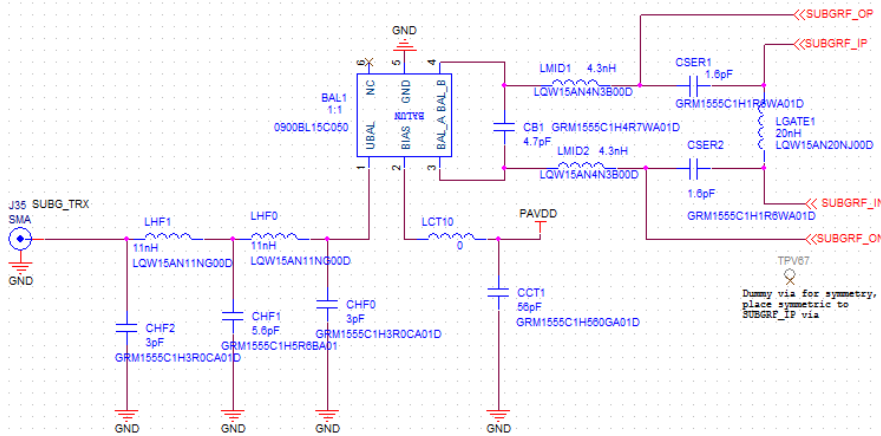 SUBGRF_OP
GND
SUBGRF_IP
6
5
4
LMID1 4.3nH
CSER1
1.6pF
NC
GND
BAL_B
LQW15AN4N3B00D
GRM1555C1H1R6WA01D
BAL1
1:1
0900BL15C050
BALUN
CB1 GRM1555C1H4R7WA01D
4.7pF
LGATE1
20nH
LQW15AN20NJ00D
UBAL
BIAS
BAL_A
LMID2 4.3nH
CSER2
1
2
3
LQW15AN4N3B00D
1.6pF
J35 SUBG_TRX
SMA
SUBGRF_IN
GRM1555C1H1R6WA01D
LHF1
LHF0
LCT10
PAVDD
11nH
11nH
0
SUBGRF_ON
LQW15AN11NG00D
LQW15AN11NG00D
GND
TPV67
Dummy via for symmetry,
place symmetric to
SUBGRF_IP via
CHF2
3pF
GRM1555C1H3R0CA01D
CHF1
5.6pF
GRM1555C1H5R6BA01
CHF0
3pF
GRM1555C1H3R0CA01D
CCT1
56pF
GRM1555C1H560GA01D
GND
GND
GND
GND